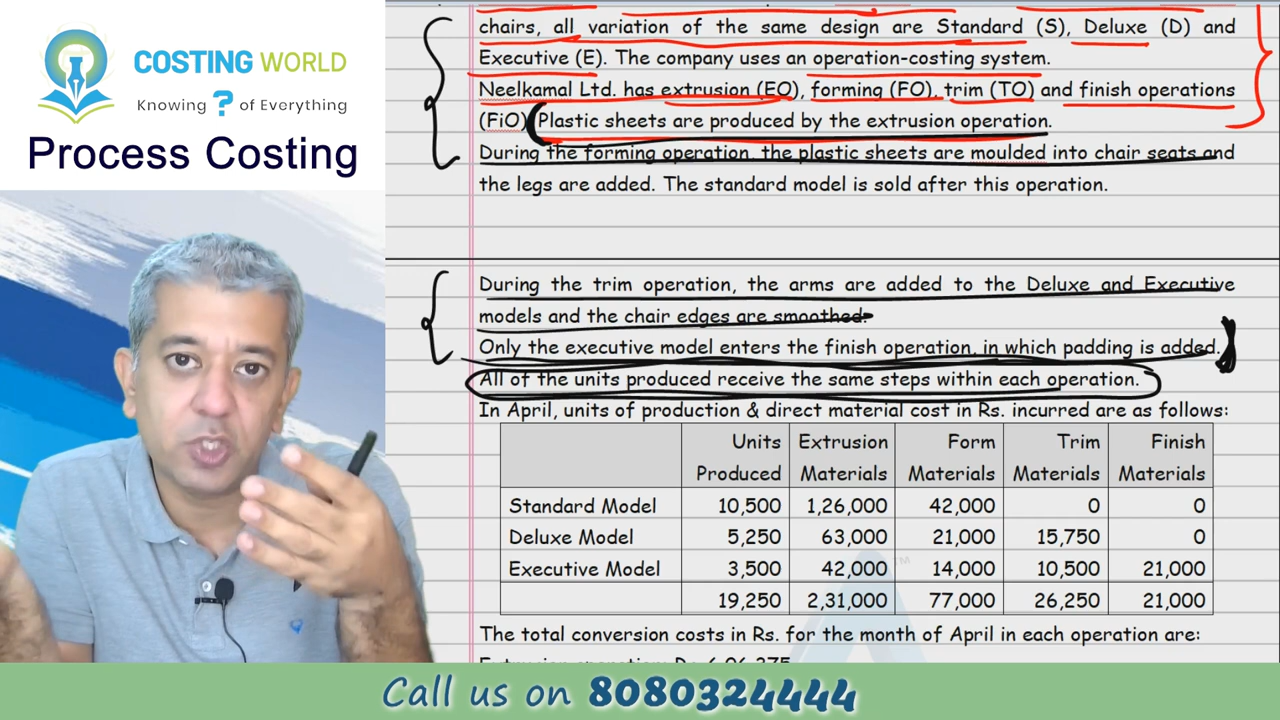 COSTING WORLD
Knowing ? of Everything
Process Costing
chairs, all variation of the same design are Standard (S), Deluxe (D) and
Executive (E). The company uses an operation-costing system.
Neelkamal Ltd. has extrusion (EO), forming (FO), trim (TO) and finish operations
(FiO) Plastic sheets are produced by the extrusion operation.
During the forming operation, the plastic sheets are moulded into chair seats and
the legs are added. The standard model is sold after this operation.
During the trim operation, the arms are added to the Deluxe and Executive
models and the chair edges are smoothed.
Only the executive model enters the finish operation, in which padding is added.
All of the units produced receive the same steps within each operation.
In April, units of production & direct material cost in Rs. incurred are as follows:
Units Extrusion Form Trim Finish
Produced Materials Materials Materials Materials
Standard Model 10,500 1,26,000 42,000 0 0
Deluxe Model 5,250 63,000 21,000 15,750 0
Executive Model 3,500 42,000 14,000 10,500 21,000
19,250 2,31,000 77,000 26,250 21,000
The total conversion costs in Rs. for the month of April in each operation are:
Call us on 8080324444